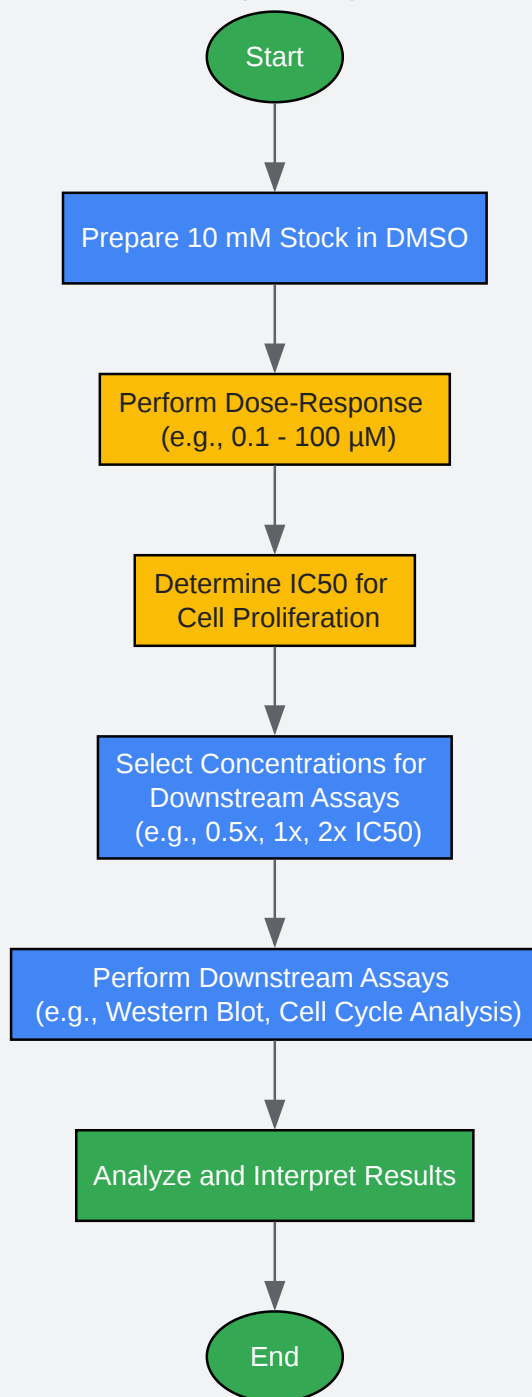 Start
Prepare 10 mM Stock in DMSO
Perform Dose-Response
(e.g., 0.1 - 100 µM)
Determine IC50 for
Cell Proliferation
Select Concentrations for
Downstream Assays
(e.g., 0.5x, 1x, 2x IC50)
Perform Downstream Assays
(e.g., Western Blot, Cell Cycle Analysis)
Analyze and Interpret Results
End